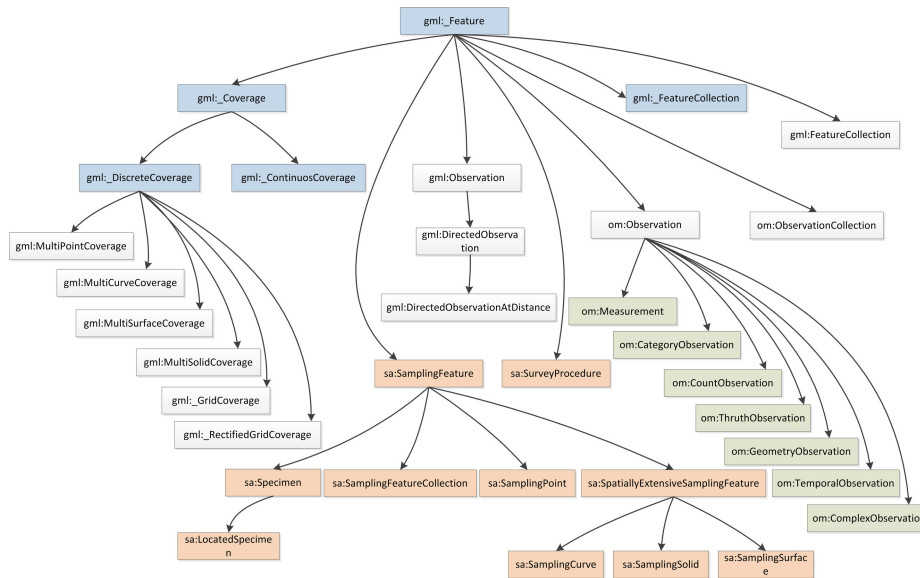 gml:_Feature
gml:_Coverage
gml:_FeatureCollection
gml:FeatureCollection
gml:_DiscreteCoverage
gml:_ContinuosCoverage
gml:Observation
om:Observation
om:ObservationCollection
gml:MultiPointCoverage
gml:DirectedObserva
tion
gml:MultiCurveCoverage
gml:DirectedObservationAtDistance
om:Measurement
gml:MultiSurfaceCoverage
om:CategoryObservation
gml:MultiSolidCoverage
sa:SamplingFeature
sa:SurveyProcedure
om:CountObservation
gml:_GridCoverage
om:ThruthObservation
gml:_RectifiedGridCoverage
om:GeometryObservation
sa:Specimen
sa:SamplingFeatureCollection
sa:SamplingPoint
sa:SpatiallyExtensiveSamplingFeature
om:TemporalObservation
om:ComplexObservation
sa:LocatedSpecime
n
sa:SamplingCurve
sa:SamplingSolid
sa:SamplingSurfac
e